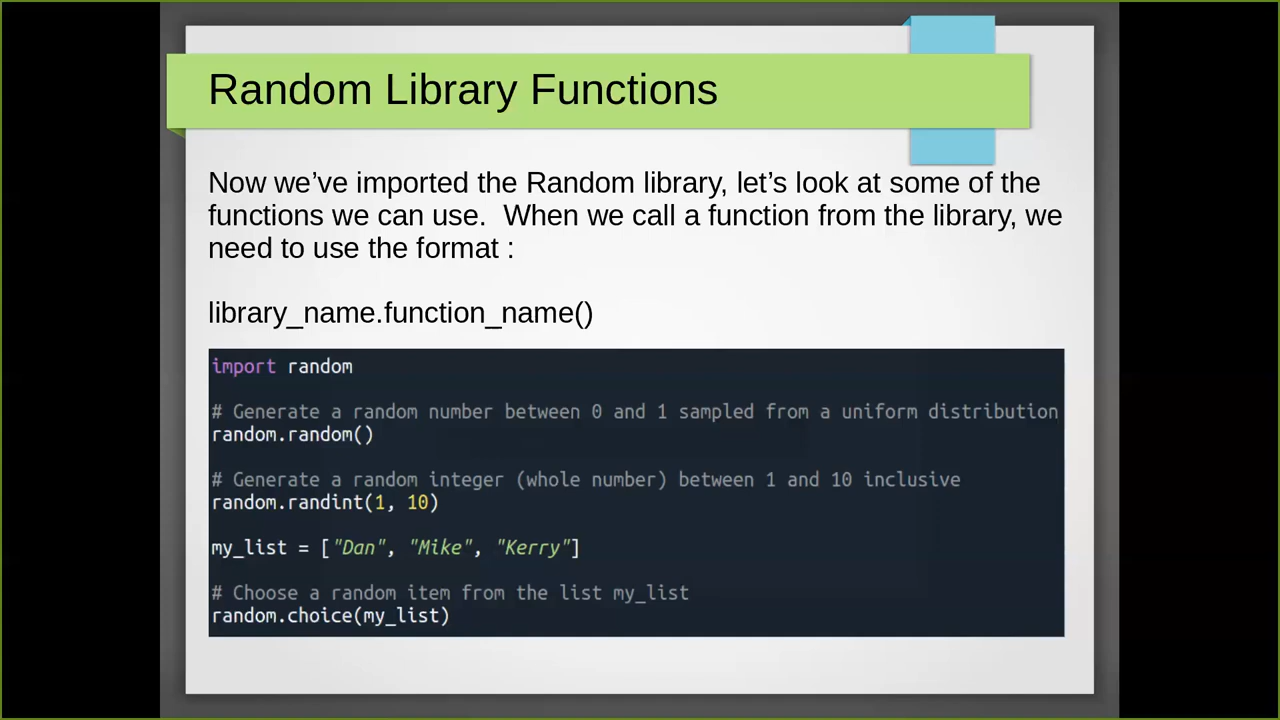 Random Library Functions
Now we’ve imported the Random library, let’s look at some of the
functions we can use.  When we call a function from the library, we
need to use the format :
library_name.function_name()
import random
# Generate a random number between 0 and 1 sampled from a uniform distribution
random.random()
# Generate a random integer (whole number) between 1 and 10 inclusive
random.randint(1, 10)
my_list = ["Dan", "Mike", "Kerry"]
# Choose a random item from the list my_list
random.choice(my_list)